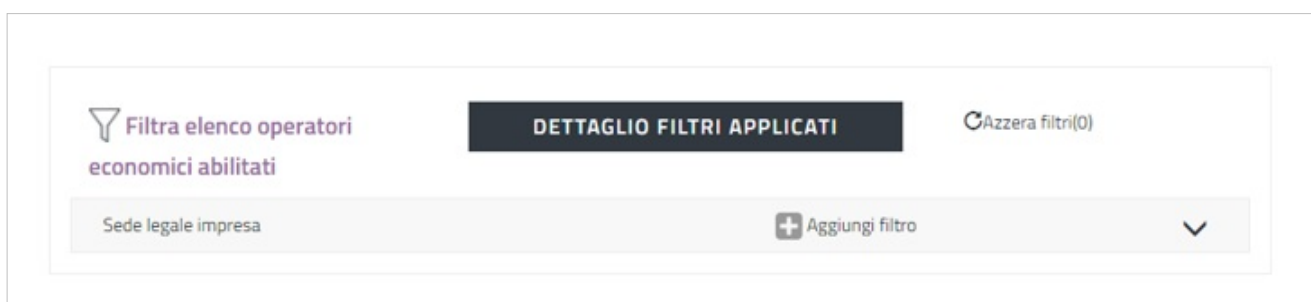 Filtra elenco operatori
economici abilitati
DETTAGLIO FILTRI APPLICATI
Azzera filtri(0)
Sede legale impresa
Aggiungi filtro